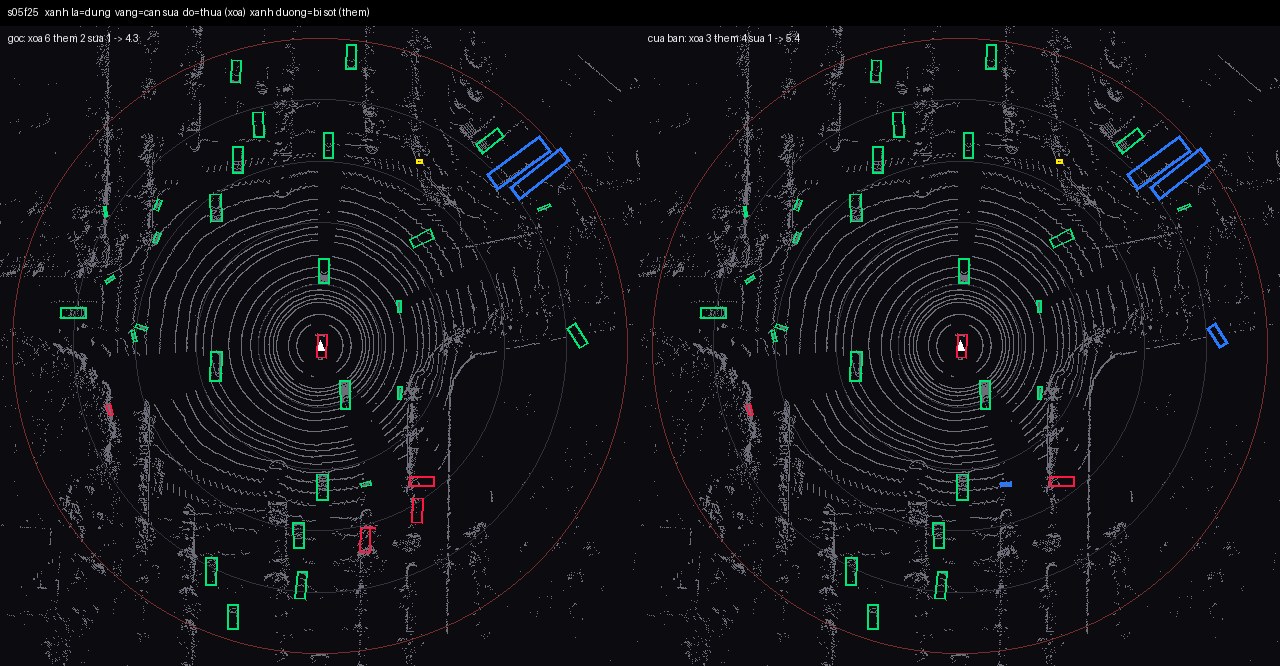 s05f25 xanh la=dung vang=can sua do=thua (xoa) xanh duong=bi sot (them)
goc: xoa 6 them 2 sua 1 -> 4.3
cua ban: xoa 3 them 4 sua 1 -> 5.4